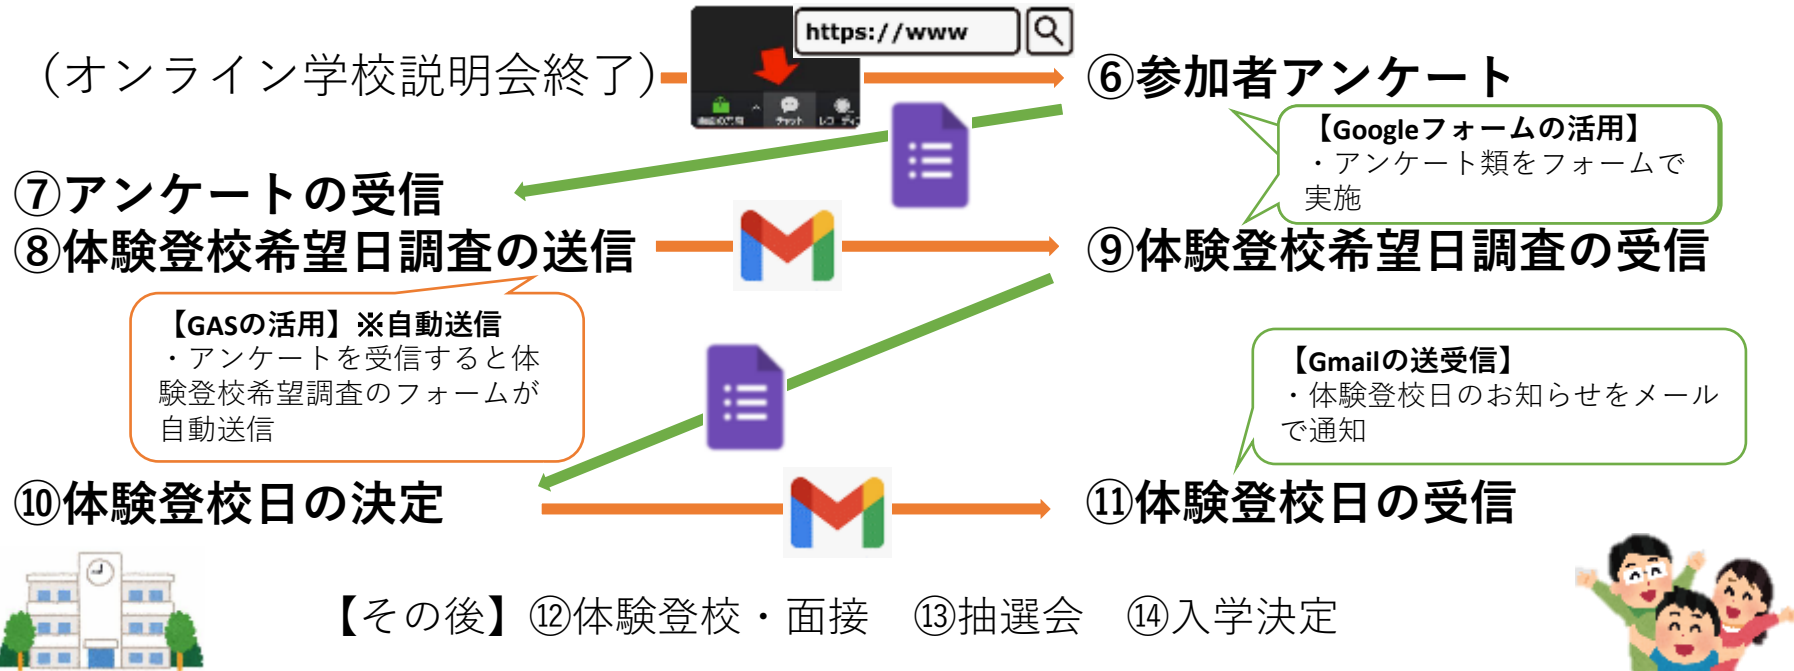 （オンライン学校説明会終了）
https://www
チャット
⑥参加者アンケート
【Googleフォームの活用】
・アンケート類をフォームで
実施
⑦アンケートの受信
⑧体験登校希望日調査の送信
⑨体験登校希望日調査の受信
【GASの活用】※自動送信
・アンケートを受信すると体
験登校希望調査のフォームが
自動送信
【Gmailの送受信】
・体験登校日のお知らせをメール
で通知
⑩体験登校日の決定
⑪体験登校日の受信
【その後】⑫体験登校・面接　⑬抽選会　⑭入学決定